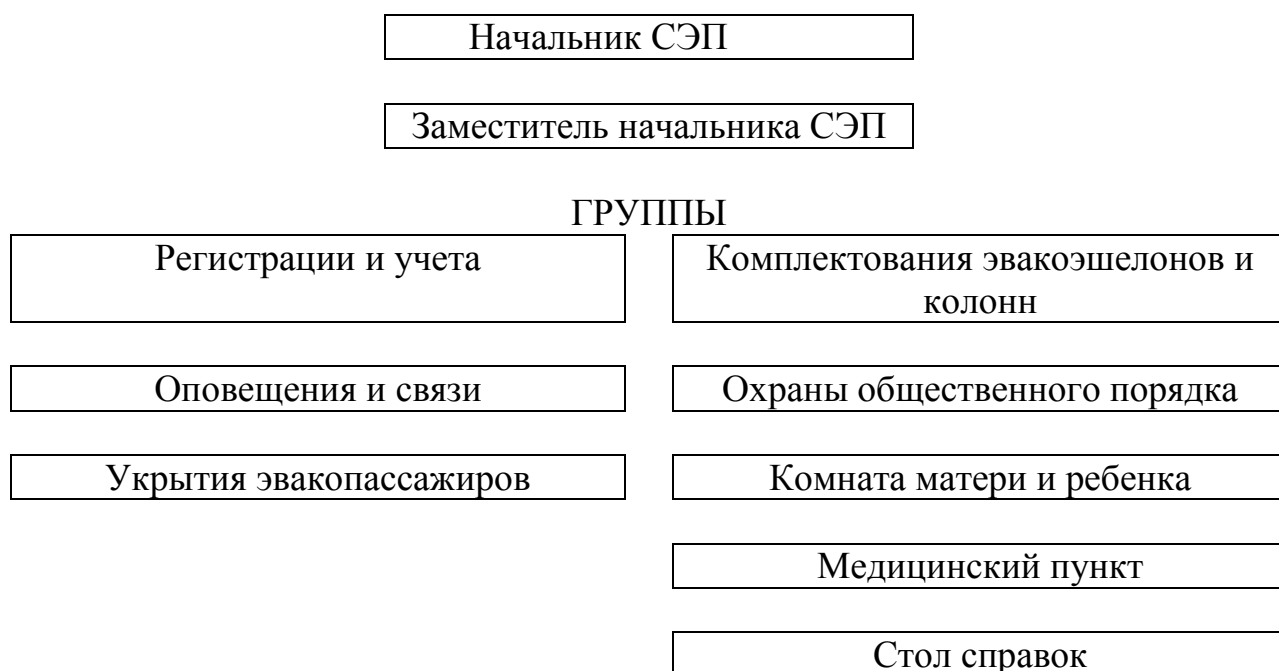 Начальник СЭП
Заместитель начальника СЭП
ГРУППЫ
Регистрации и учета
Комплектования эвакоэшелонов и
колонн
Оповещения и связи
Охраны общественного порядка
Укрытия эвакопассажиров
Комната матери и ребенка
Медицинский пункт
Стол справок